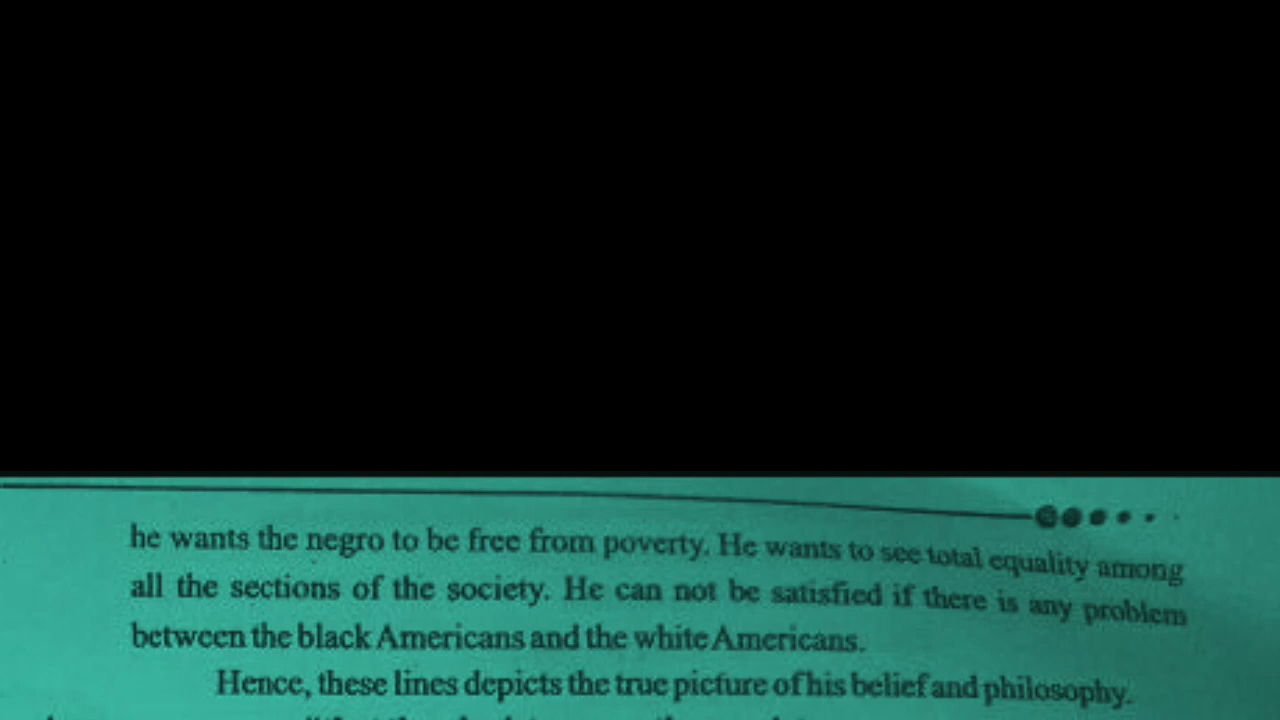 he wants the negro to be free from poverty. He wants to see total equality among
all the sections of the society. He can not be satisfied if there is any problem
between the black Americans and the white Americans.
Hence, these lines depicts the true picture of his belief and philosophy.